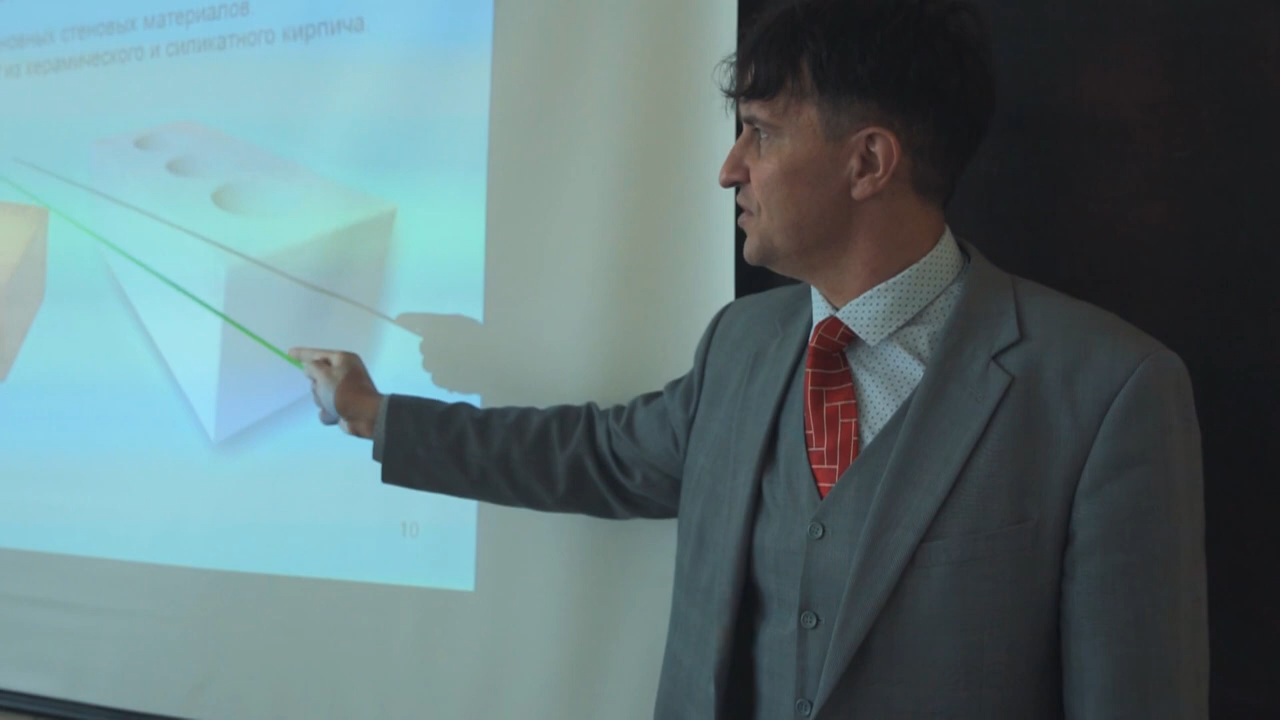 стеновых материалов
из керамического и силикатного кирпича.
10